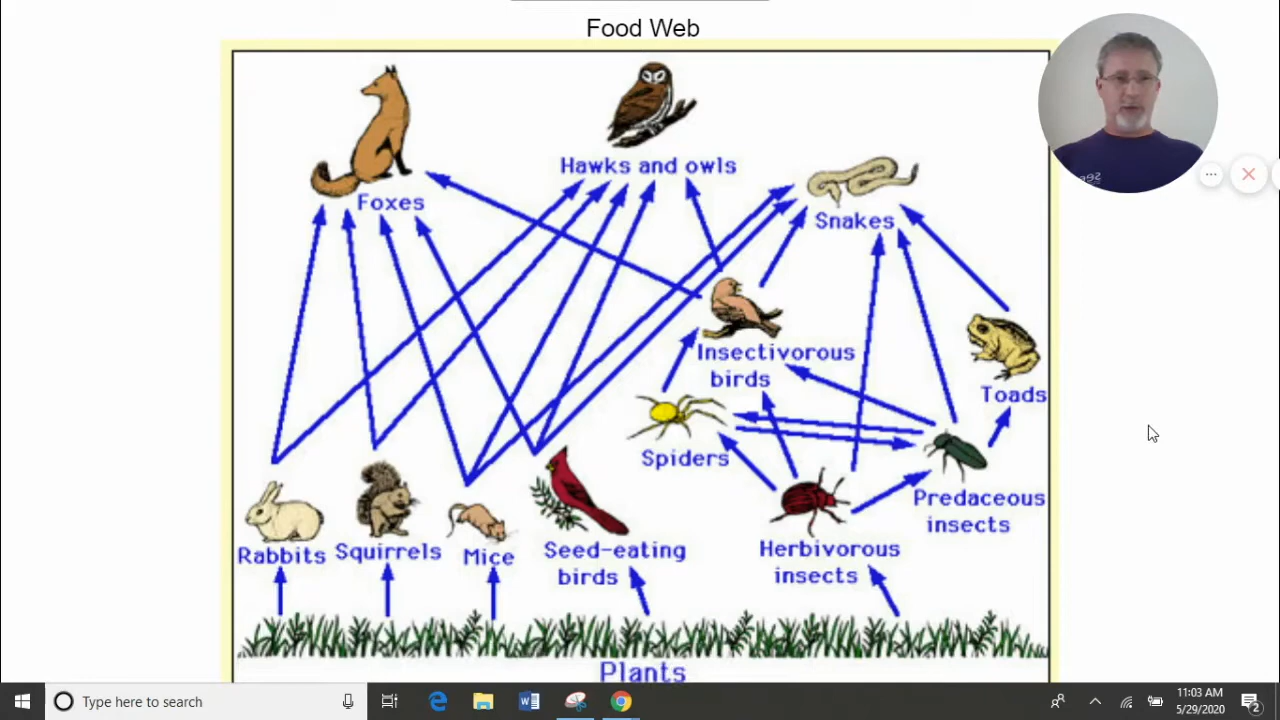 Food Web
Hawks and owls
Foxes
Snakes
Insectivorous
birds
Toads
Spiders
Predaceous
insects
Rabbits
Squirrels
Mice
Seed-eating
birds
Herbivorous
insects
Plants
Type here to search
11:03 AM
5/29/2020
2